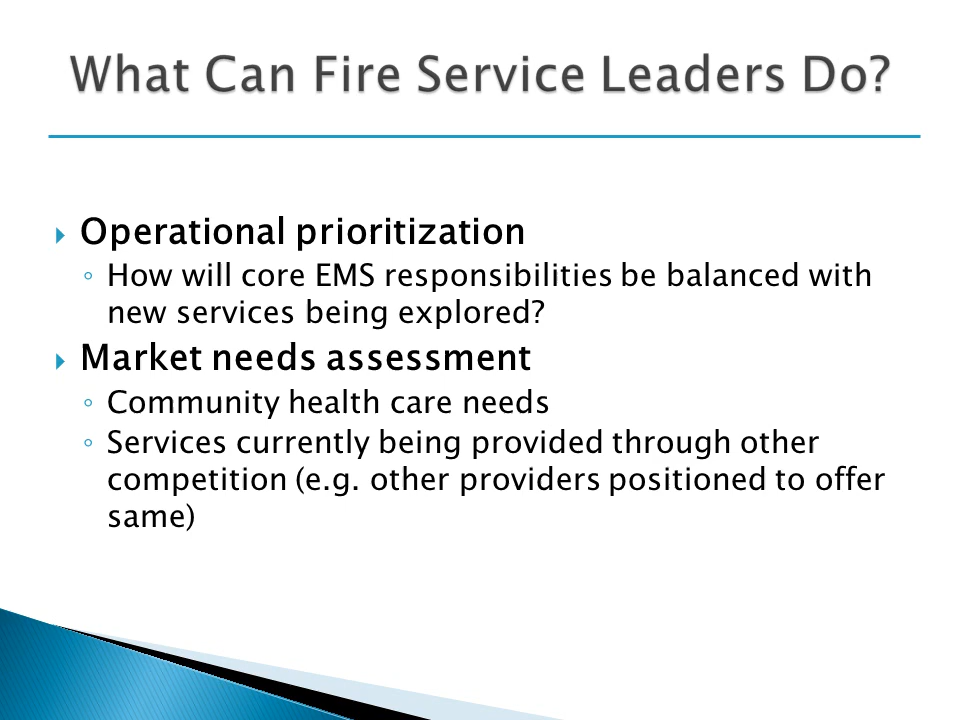 What Can Fire Service Leaders Do?
Operational prioritization
How will core EMS responsibilities be balanced with
new services being explored?
Market needs assessment
Community health care needs
Services currently being provided through other
competition (e.g. other providers positioned to offer
same)